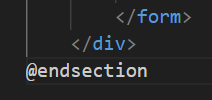 </form>
</div>
@endsection